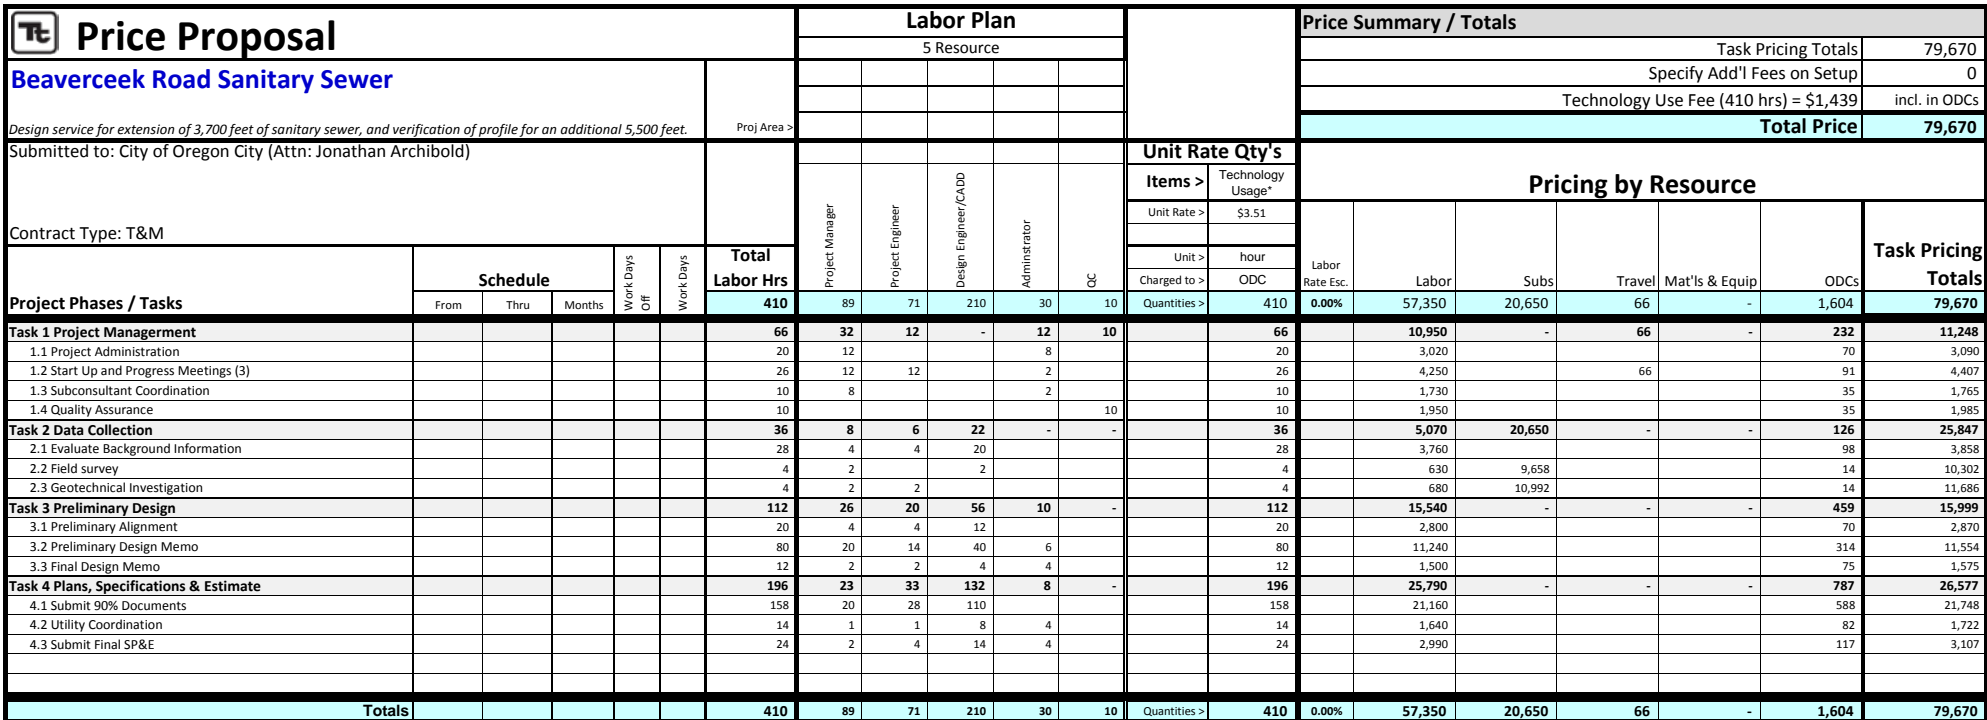 Tt Price Proposal
Labor Plan
5 Resource
Price Summary / Totals
Task Pricing Totals 79,670
Specify Add'l Fees on Setup 0
Technology Use Fee (410 hrs) = $1,439 incl. in ODCs
Total Price 79,670
Beaverceek Road Sanitary Sewer
Design service for extension of 3,700 feet of sanitary sewer, and verification of profile for an additional 5,500 feet. Proj Area >
Submitted to: City of Oregon City (Attn: Jonathan Archibold)
Contract Type: T&M
Project Manager
Project Engineer
Design Engineer/CADD
Adminstrator
QC
Unit Rate Qty's
Items > Technology
Usage*
Unit Rate > $3.51
Unit > hour
Charged to > ODC
Pricing by Resource
Schedule
Work Days
Off
Work Days
Total
Labor Hrs
Labor
Rate Esc.
Labor Subs Travel Mat'ls & Equip ODCs
Task Pricing
Totals
Project Phases / Tasks From Thru Months 410 89 71 210 30 10 Quantities > 410 0.00% 57,350 20,650 66 - 1,604 79,670
Task 1 Project Managerment 66 32 12 - 12 10 66 10,950 - 66 - 232 11,248
1.1 Project Administration 20 12 8 20 3,020 70 3,090
1.2 Start Up and Progress Meetings (3) 26 12 12 2 26 4,250 66 91 4,407
1.3 Subconsultant Coordination 10 8 2 10 1,730 35 1,765
1.4 Quality Assurance 10 10 10 1,950 35 1,985
Task 2 Data Collection 36 8 6 22 - - 36 5,070 20,650 - - 126 25,847
2.1 Evaluate Background Information 28 4 4 20 28 3,760 98 3,858
2.2 Field survey 4 2 2 4 630 9,658 14 10,302
2.3 Geotechnical Investigation 4 2 2 4 680 10,992 14 11,686
Task 3 Preliminary Design 112 26 20 56 10 - 112 15,540 - - - 459 15,999
3.1 Preliminary Alignment 20 4 4 12 20 2,800 70 2,870
3.2 Preliminary Design Memo 80 20 14 40 6 80 11,240 314 11,554
3.3 Final Design Memo 12 2 2 4 4 12 1,500 75 1,575
Task 4 Plans, Specifications & Estimate 196 23 33 132 8 - 196 25,790 - - - 787 26,577
4.1 Submit 90% Documents 158 20 28 110 158 21,160 588 21,748
4.2 Utility Coordination 14 1 1 8 4 14 1,640 82 1,722
4.3 Submit Final SP&E 24 2 4 14 4 24 2,990 117 3,107
Totals 410 89 71 210 30 10 Quantities > 410 0.00% 57,350 20,650 66 - 1,604 79,670